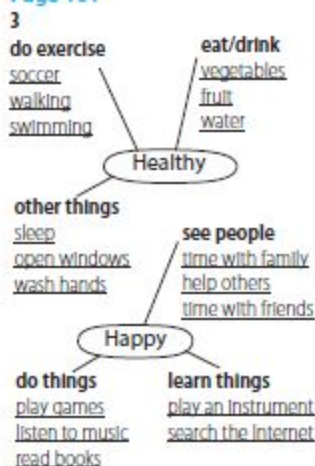 3
do exercise
soccer
walking
swimming
eat/drink
vegetables
fruit
water
Healthy
other things
sleep
open windows
wash hands
see people
time with family
help others
time with friends
Happy
do things
play games
listen to music
read books
learn things
play an instrument
search the Internet